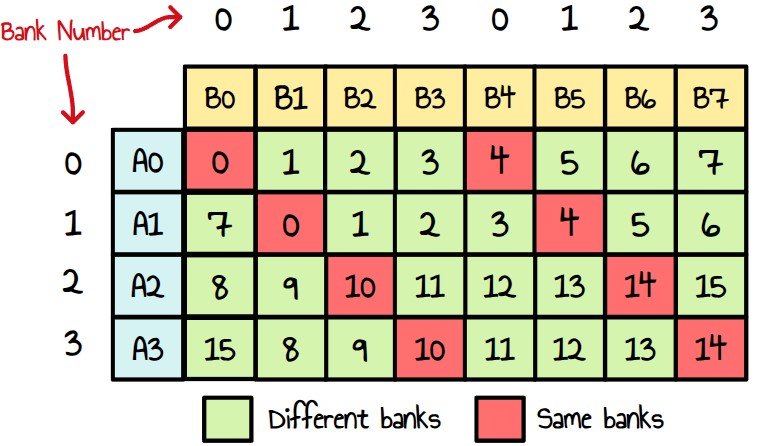 0 1 2 3 0 1 2 3
Bank Number
B0 B1 B2 B3 B4 B5 B6 B7
0 A0 0 1 2 3 4 5 6 7
1 A1 7 0 1 2 3 4 5 6
2 A2 8 9 10 11 12 13 14 15
3 A3 15 8 9 10 11 12 13 14
Different banks Same banks